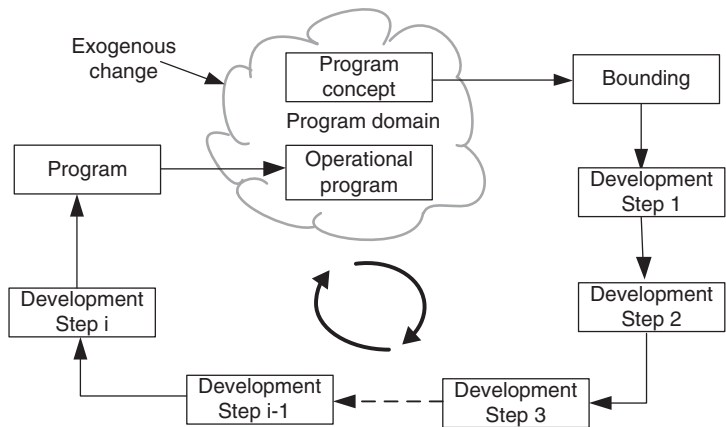 Exogenous
change
Program
concept
Bounding
Program domain
Program
Operational
program
Development
Step 1
Development
Step i
Development
Step 2
Development
Step i-1
Development
Step 3